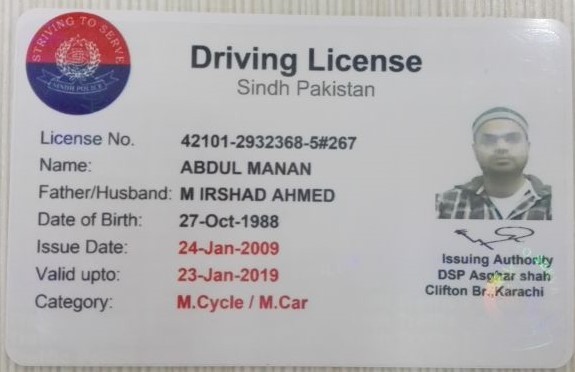 STRIVING TO SERVE
SINDH POLICE
Driving License
Sindh Pakistan
License No. 42101-2932368-5#267
Name: ABDUL MANAN
Father/Husband: M IRSHAD AHMED
Date of Birth: 27-Oct-1988
Issue Date: 24-Jan-2009
Valid upto: 23-Jan-2019
Category: M.Cycle / M.Car
Issuing Authority
DSP Asghar shah
Clifton Br.,Karachi